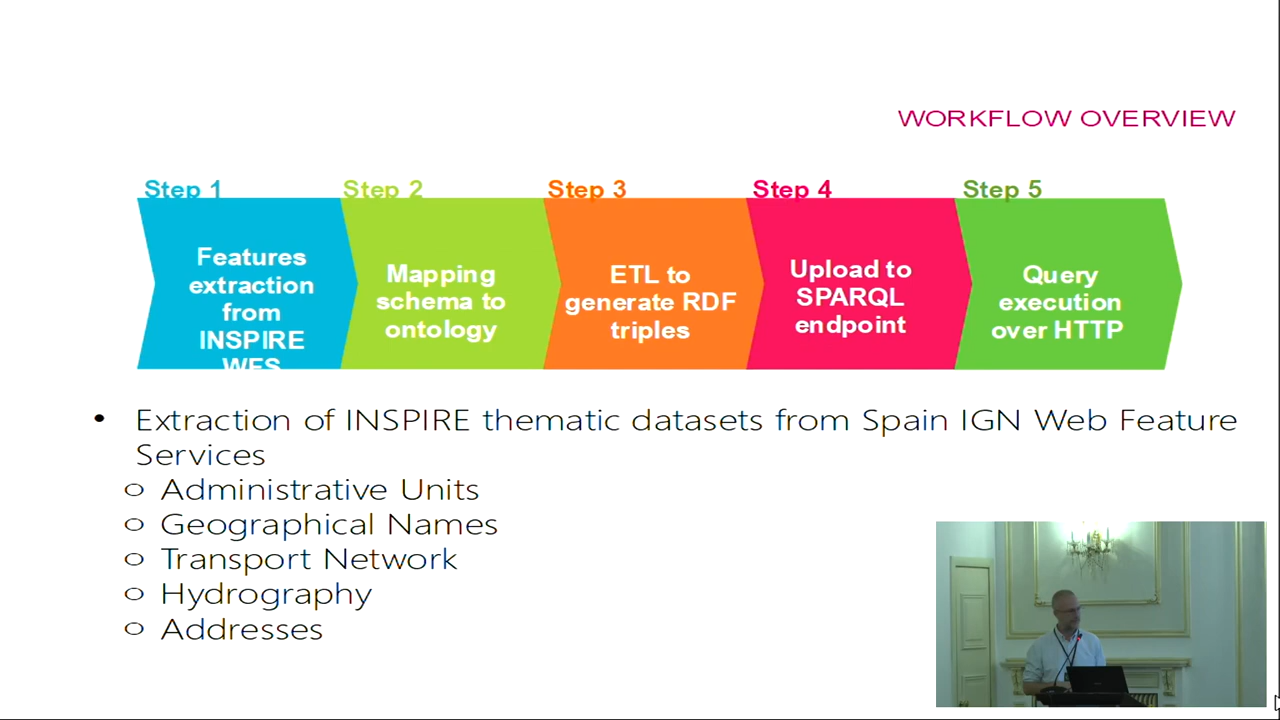 WORKFLOW OVERVIEW
Step 1
Step 2
Step 3
Step 4
Step 5
Features
extraction
from
INSPIRE
WFS
Mapping
schema to
ontology
ETL to
generate RDF
triples
Upload to
SPARQL
endpoint
Query
execution
over HTTP
• Extraction of INSPIRE thematic datasets from Spain IGN Web Feature
Services
o Administrative Units
o Geographical Names
o Transport Network
o Hydrography
o Addresses